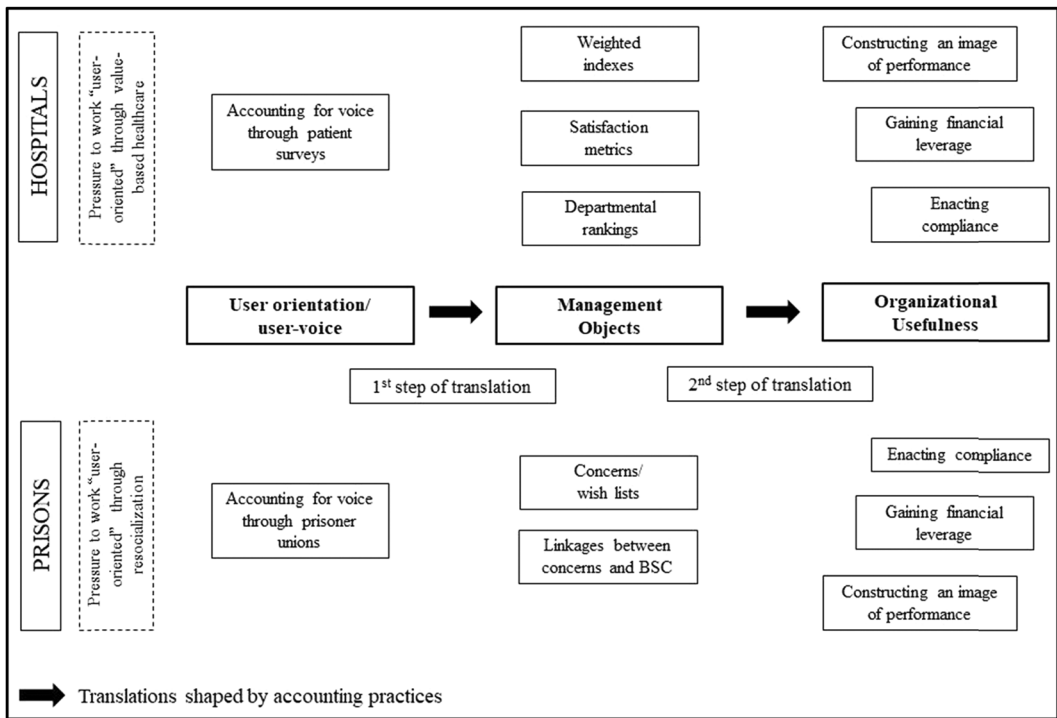 HOSPITALS
Pressure to work “user-
oriented” through value-
based healthcare
Accounting for voice
through patient
surveys
Weighted
indexes
Satisfaction
metrics
Departmental
rankings
Constructing an image
of performance
Gaining financial
leverage
Enacting
compliance
User orientation/
user-voice
Management
Objects
Organizational
Usefulness
1st step of translation
2nd step of translation
PRISONS
Pressure to work “user-
oriented” through
resocialization
Accounting for voice
through prisoner
unions
Concerns/
wish lists
Linkages between
concerns and BSC
Enacting compliance
Gaining financial
leverage
Constructing an image
of performance
Translations shaped by accounting practices